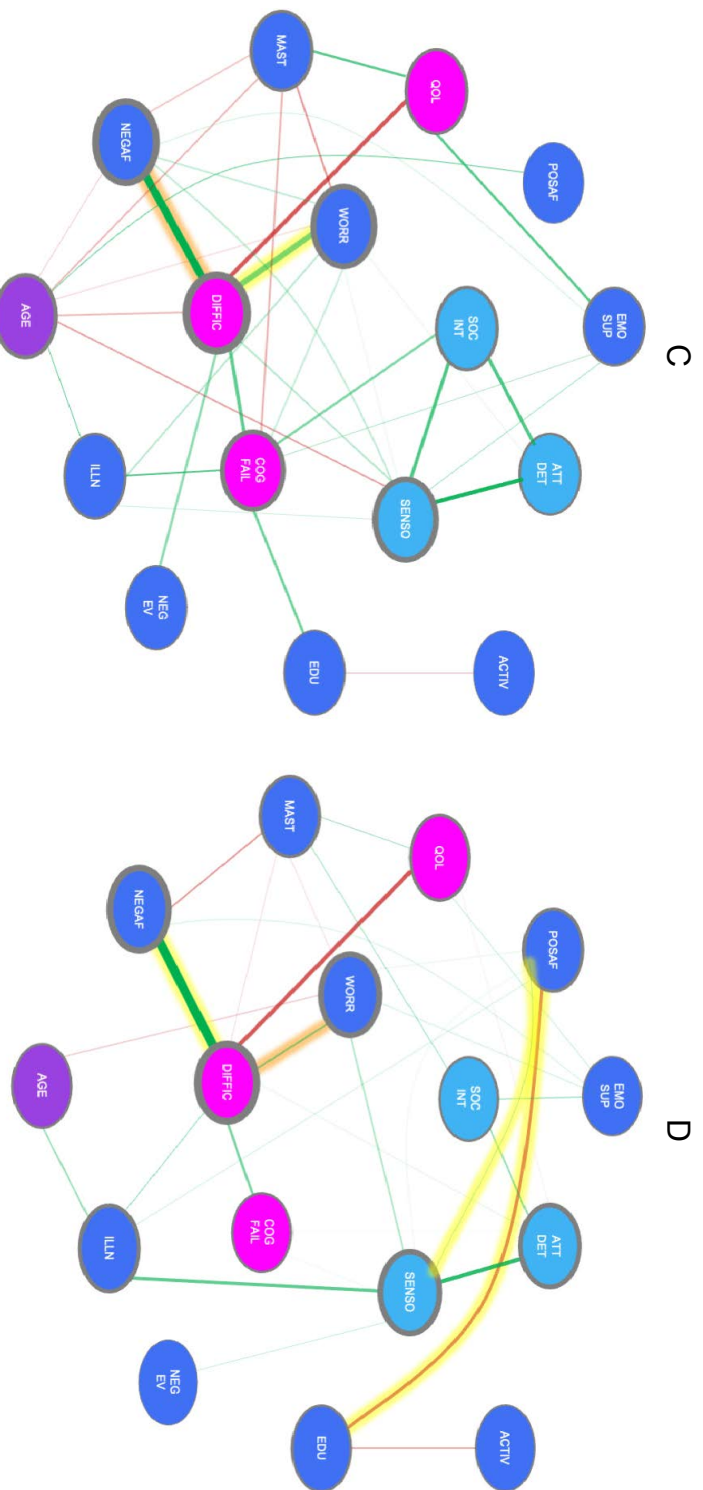 C
MAST
QOL
POSAF
NEGAF
WORR
EMO
SUP
SOC
INT
DIFFIC
AGE
ATT
DET
COG
FAIL
SENSO
ILLN
NEG
EV
EDU
ACTIV
D
MAST
QOL
POSAF
NEGAF
WORR
EMO
SUP
SOC
INT
DIFFIC
AGE
ATT
DET
COG
FAIL
SENSO
ILLN
NEG
EV
EDU
ACTIV